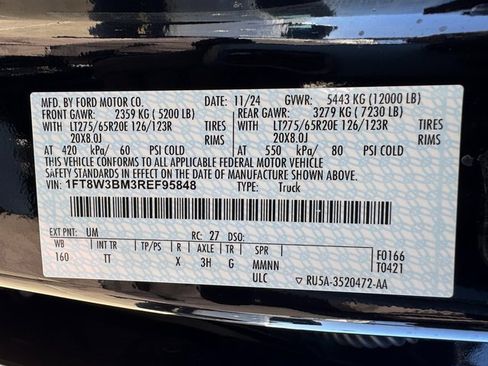 MFD. BY FORD MOTOR CO. DATE: 11/24 GVWR: 5443 KG (12000 LB)
FRONT GAWR: 2359 KG (5200 LB) REAR GAWR: 3279 KG (7230 LB)
WITH LT275/65R20E 126/123R TIRES WITH LT275/65R20E 126/123R TIRES
20X8.0J RIMS 20X8.0J RIMS
AT 420 kPa/ 60 PSI COLD AT 550 kPa/ 80 PSI COLD
THIS VEHICLE CONFORMS TO ALL APPLICABLE FEDERAL MOTOR VEHICLE
SAFETY STANDARDS IN EFFECT ON THE DATE OF MANUFACTURE SHOWN ABOVE.
VIN: 1FT8W3BM3REF95848 TYPE: Truck
EXT PNT: UM RC: 27 DSO:
WB INT TR TP/PS R AXLE TR SPR F0166
160 TT X 3H G MMNN T0421
ULC ▽ RU5A-3520472-AA